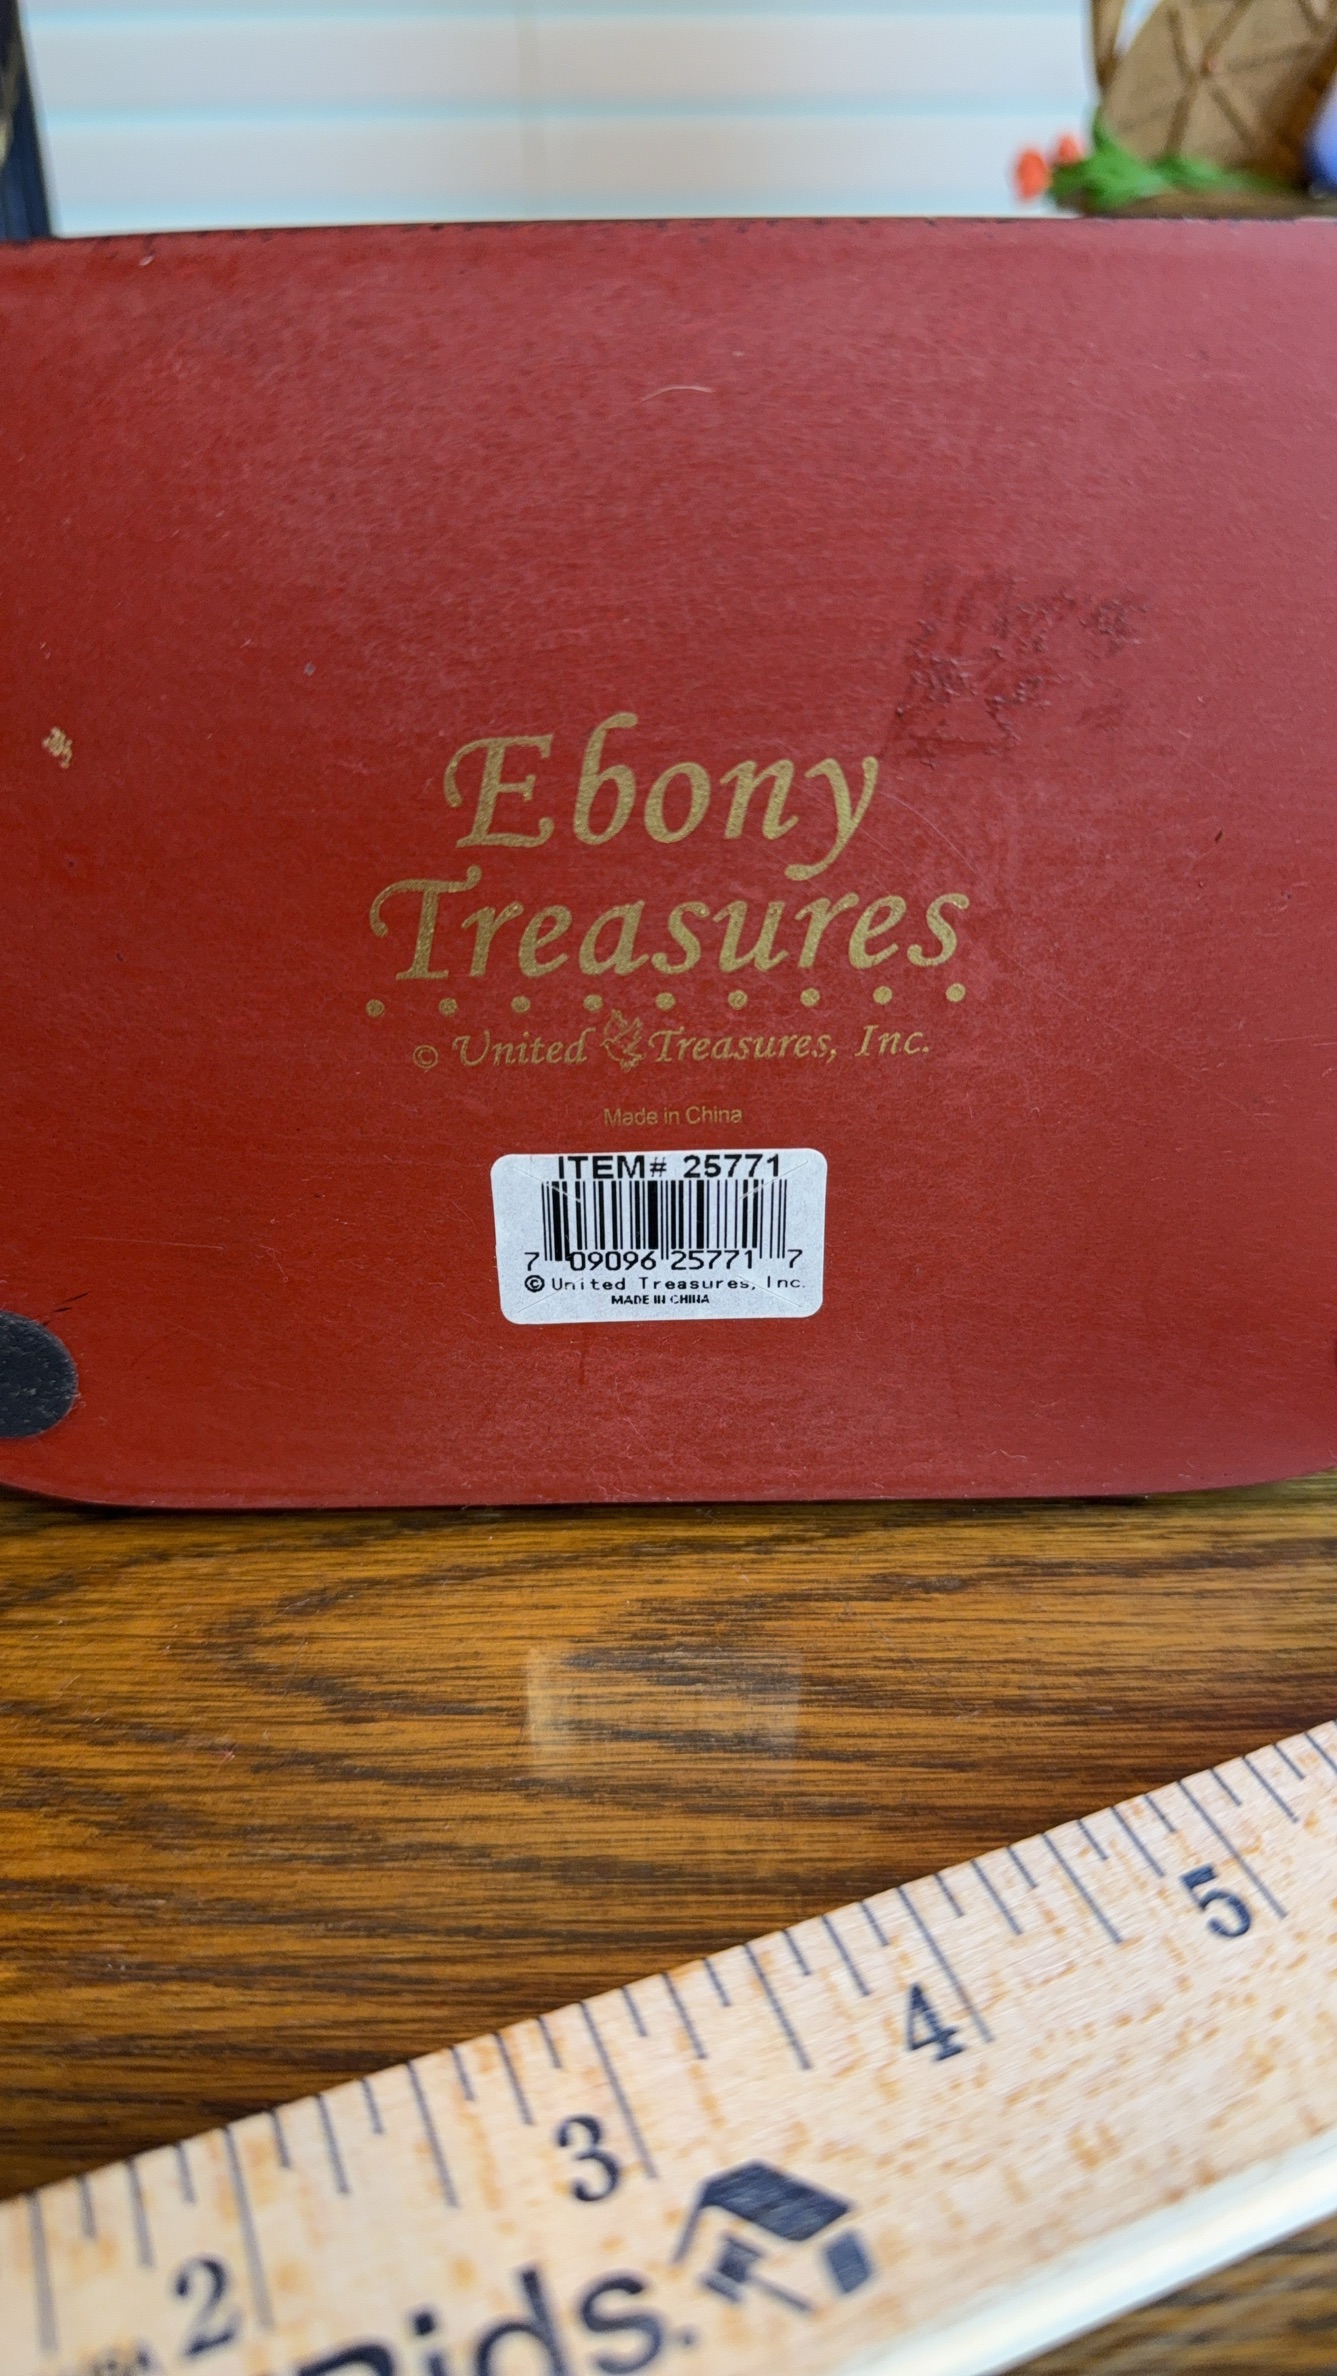 Ebony
Treasures
© United Treasures, Inc.
Made in China
ITEM# 25771
7 09096 25771 7
© United Treasures, Inc.
MADE IN CHINA
5
4
3
2
ids.